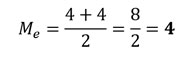 Mₑ = (4 + 4)/2 = 8/2 = 4